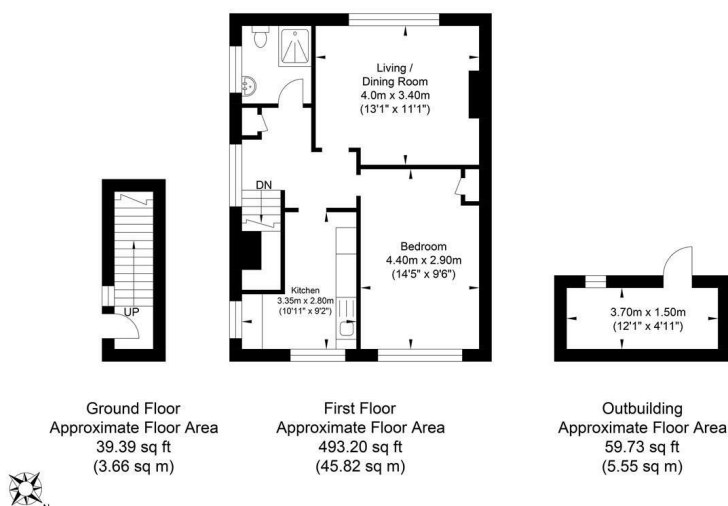 Living /
Dining Room
4.0m x 3.40m
(13'1" x 11'1")
DN
Bedroom
4.40m x 2.90m
(14'5" x 9'6")
Kitchen
3.35m x 2.80m
(10'11" x 9'2")
UP
3.70m x 1.50m
(12'1" x 4'11")
Ground Floor
Approximate Floor Area
39.39 sq ft
(3.66 sq m)
First Floor
Approximate Floor Area
493.20 sq ft
(45.82 sq m)
Outbuilding
Approximate Floor Area
59.73 sq ft
(5.55 sq m)
N